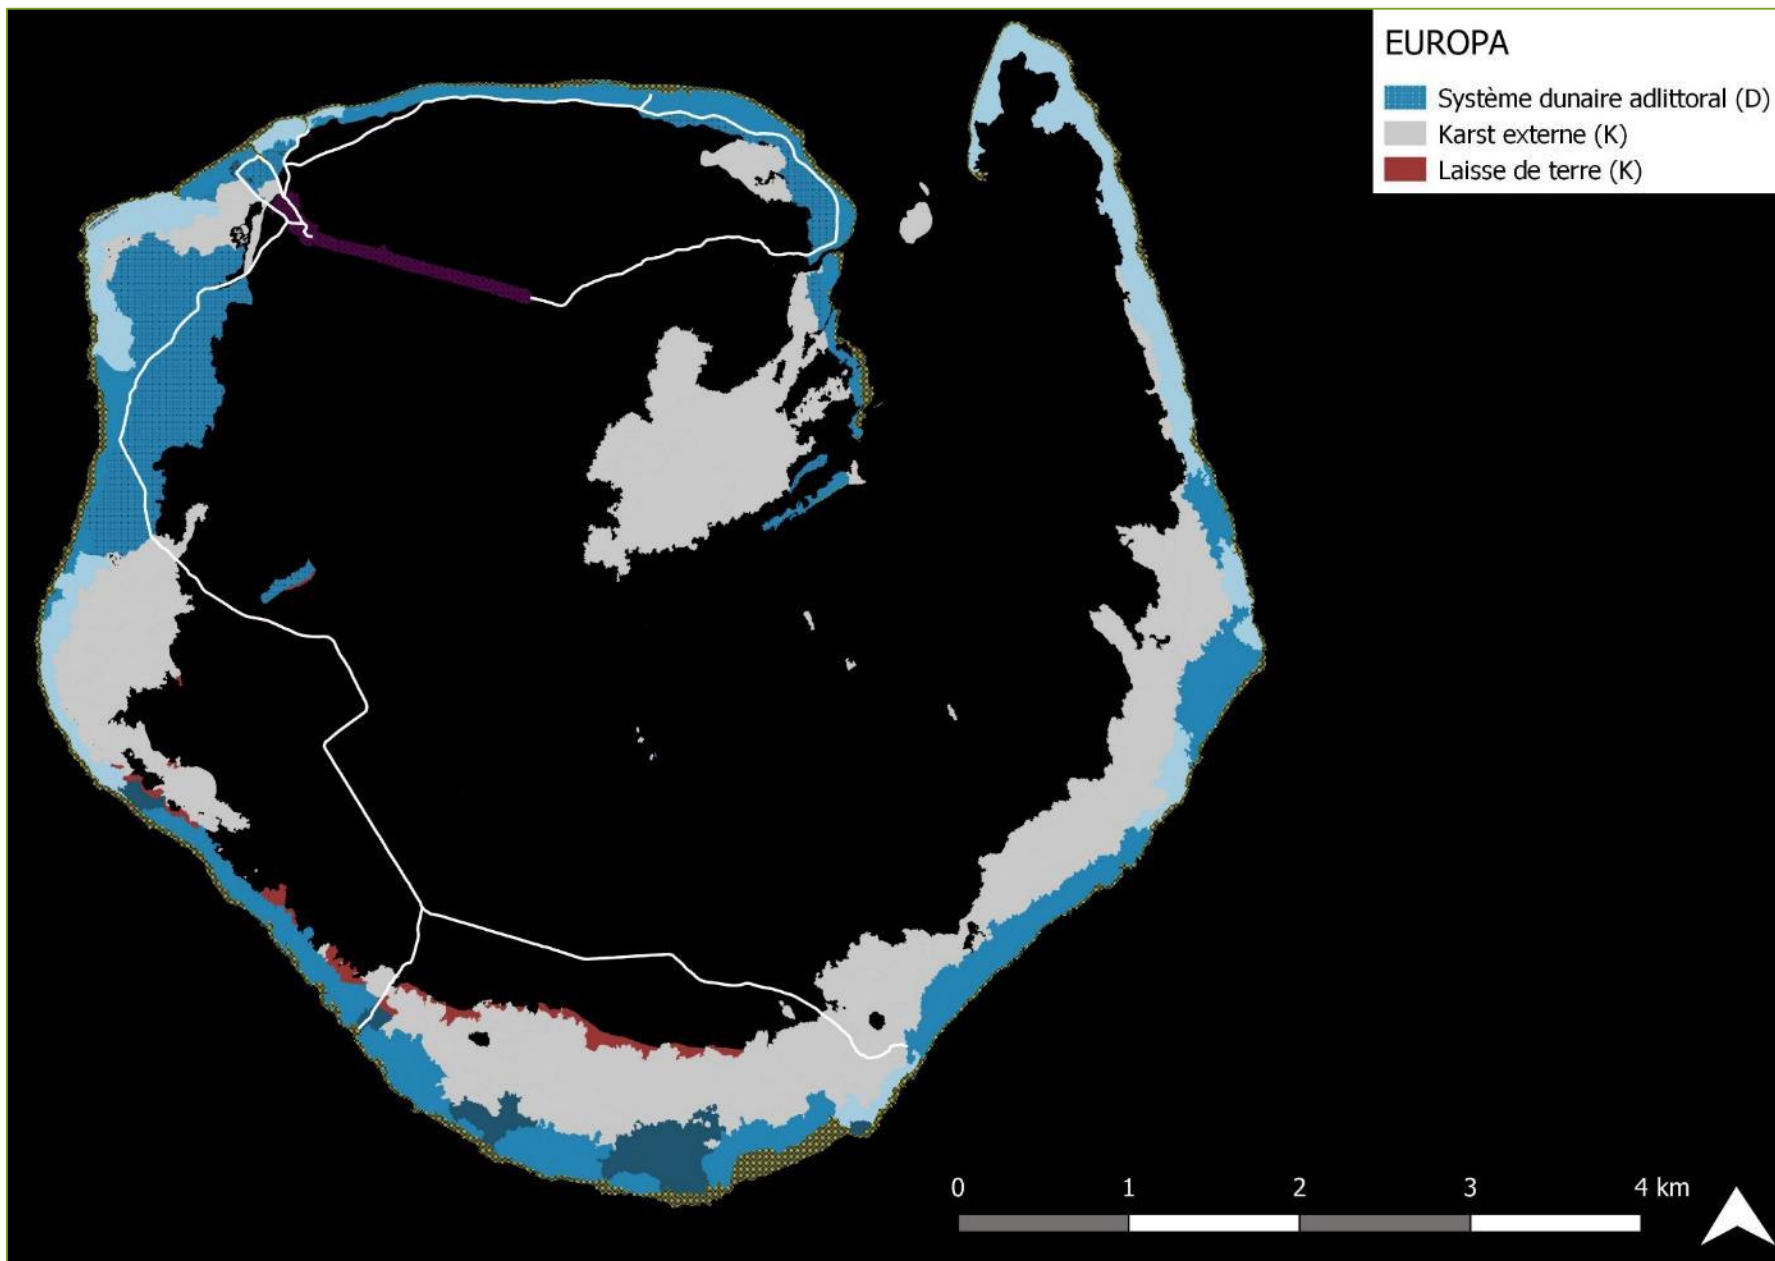 EUROPA
Système dunaire adlittoral (D)
Karst externe (K)
Laisse de terre (K)
0 1 2 3 4 km